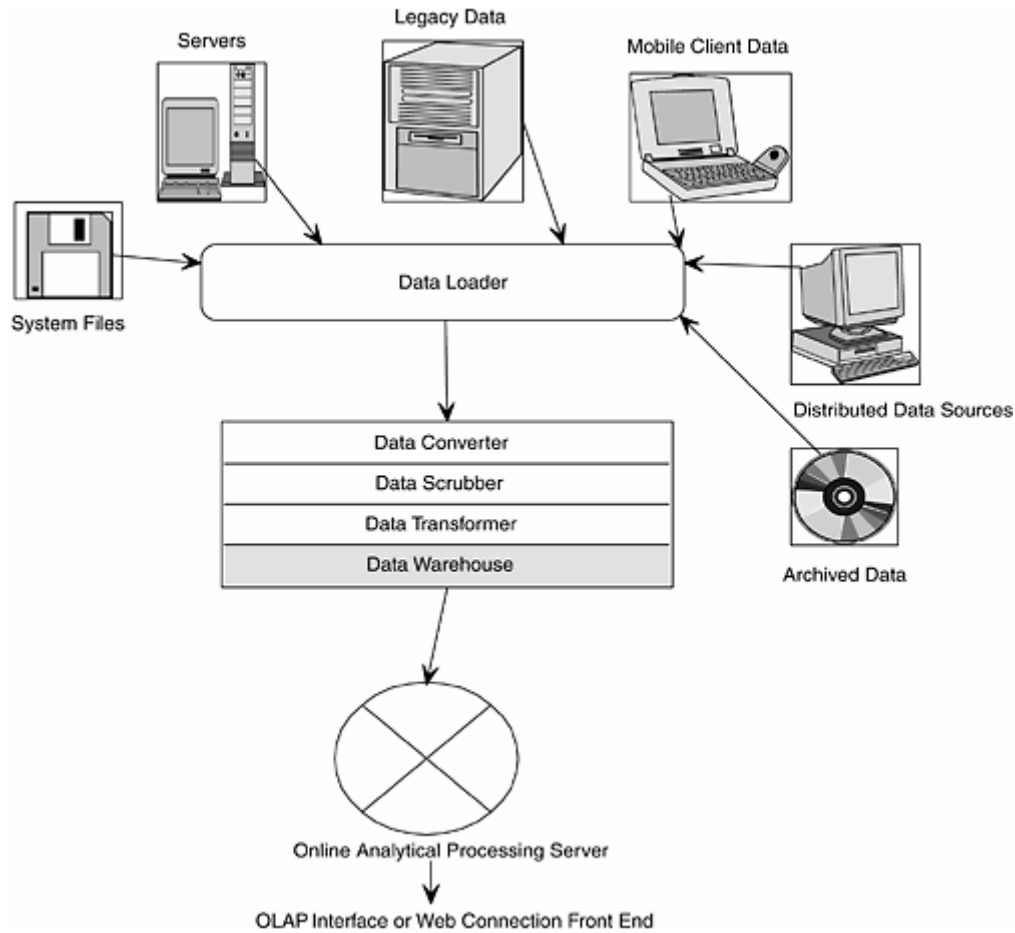 Legacy Data
Servers
Mobile Client Data
Data Loader
System Files
Distributed Data Sources
Data Converter
Data Scrubber
Data Transformer
Data Warehouse
Archived Data
Online Analytical Processing Server
OLAP Interface or Web Connection Front End